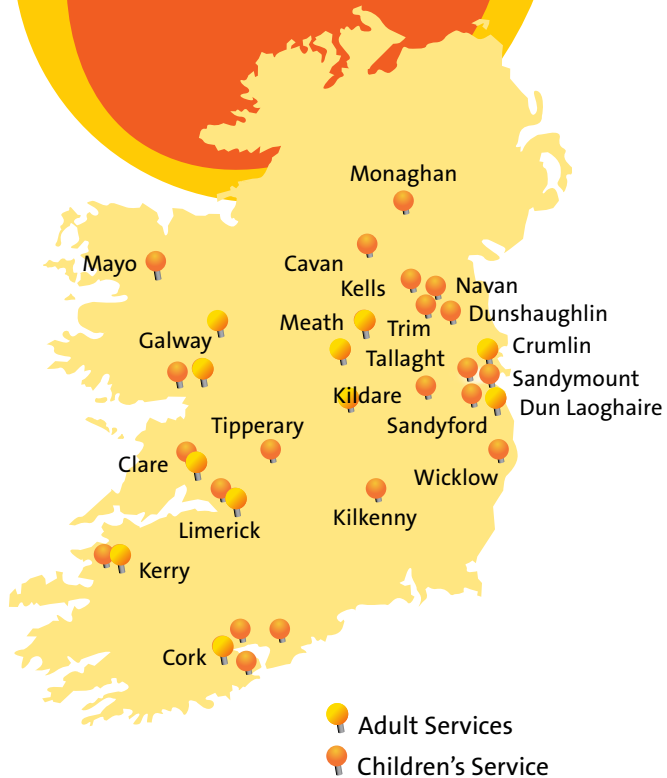 Monaghan
Mayo
Cavan
Kells
Navan
Dunshaughlin
Meath
Trim
Galway
Crumlin
Tallaght
Sandymount
Kildare
Dun Laoghaire
Tipperary
Sandyford
Clare
Wicklow
Limerick
Kilkenny
Kerry
Cork
Adult Services
Children’s Service